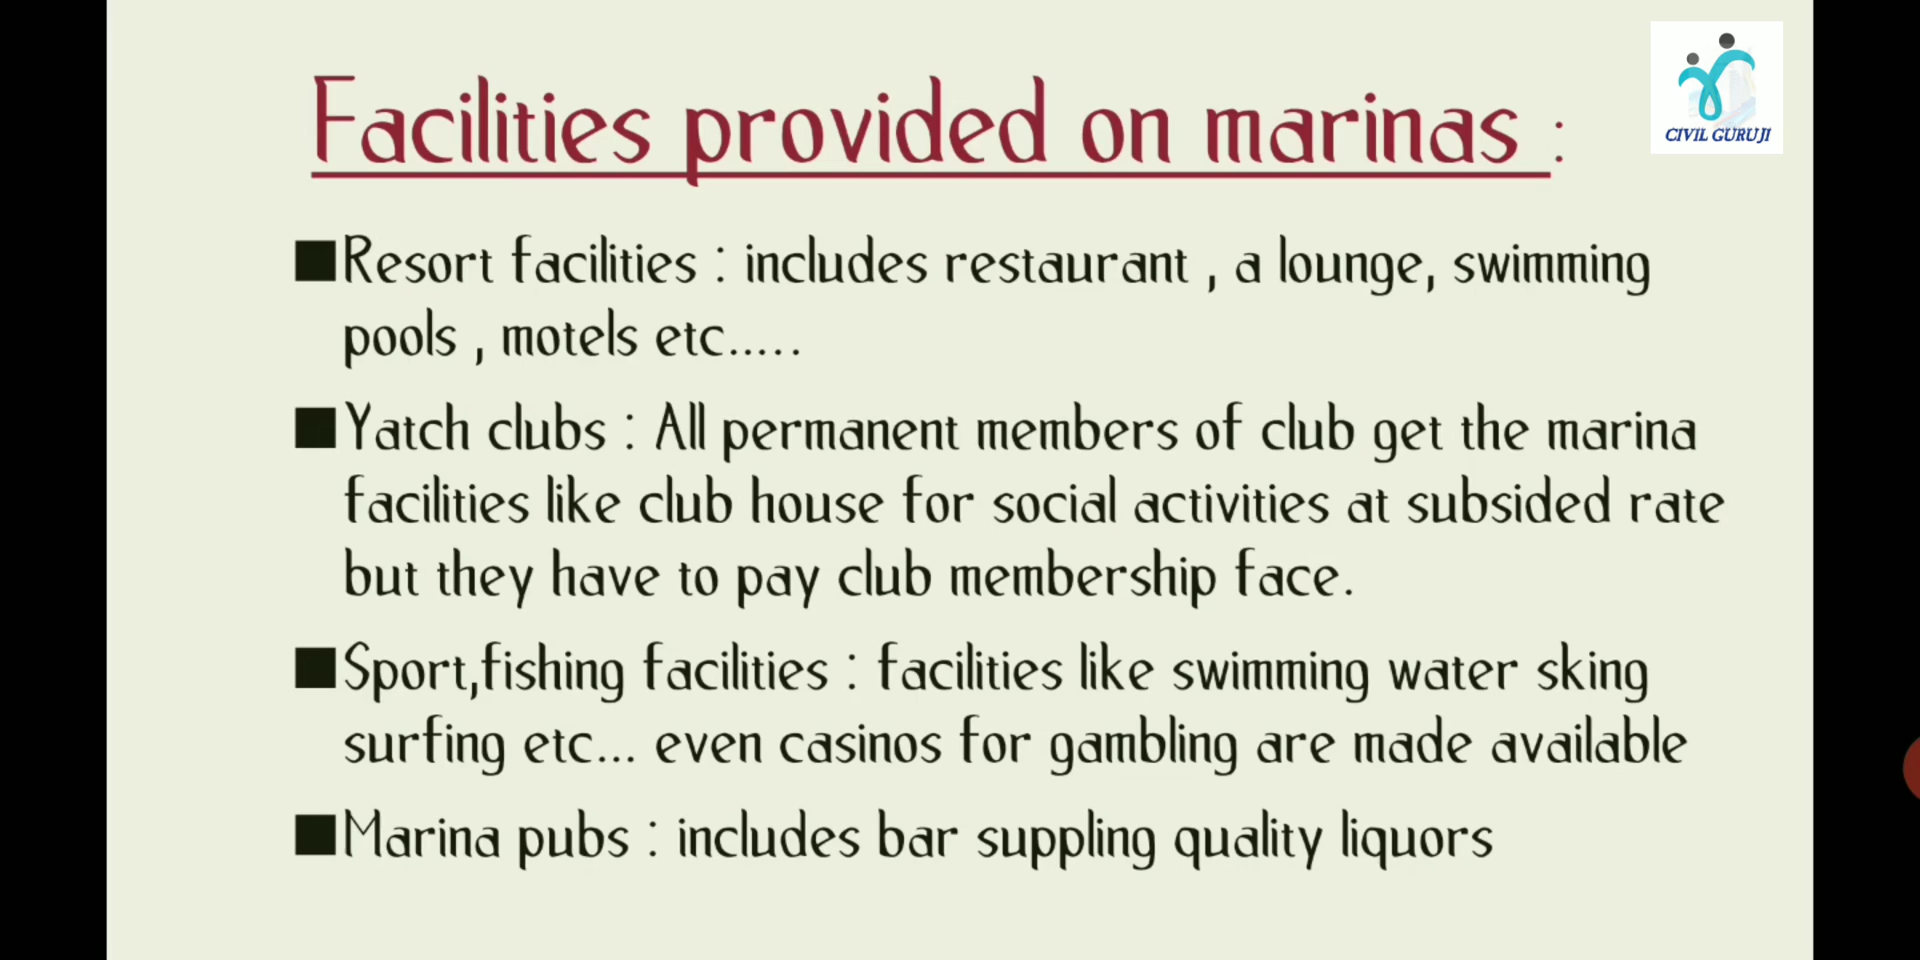 Facilities provided on marinas :
CIVIL GURUJI
■Resort facilities : includes restaurant , a lounge, swimming
pools , motels etc.....
■Yatch clubs : All permanent members of club get the marina
facilities like club house for social activities at subsided rate
but they have to pay club membership face.
■Sport,fishing facilities : facilities like swimming water sking
surfing etc... even casinos for gambling are made available
■Marina pubs : includes bar suppling quality liquors